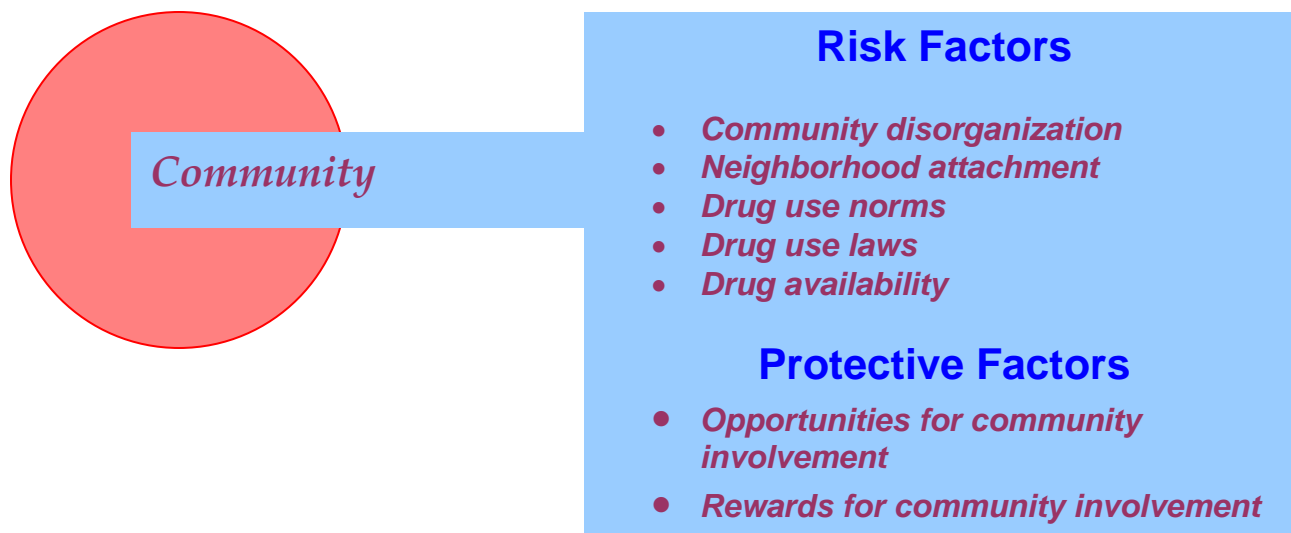 Community
Risk Factors
• Community disorganization
• Neighborhood attachment
• Drug use norms
• Drug use laws
• Drug availability
Protective Factors
• Opportunities for community
involvement
• Rewards for community involvement